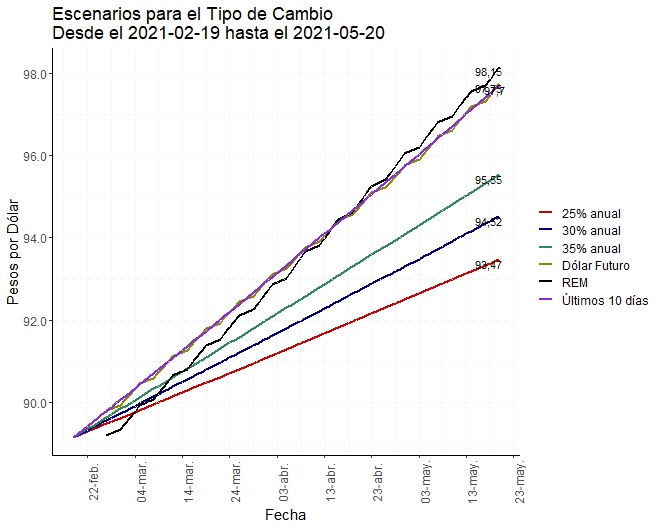 Escenarios para el Tipo de Cambio
Desde el 2021-02-19 hasta el 2021-05-20
Pesos por Dólar
98.0
96.0
94.0
92.0
90.0
98,15
97,7
95,55
94,52
93,47
22-feb.
04-mar.
14-mar.
24-mar.
03-abr.
13-abr.
23-abr.
03-may.
13-may.
23-may.
Fecha
25% anual
30% anual
35% anual
Dólar Futuro
REM
Últimos 10 días